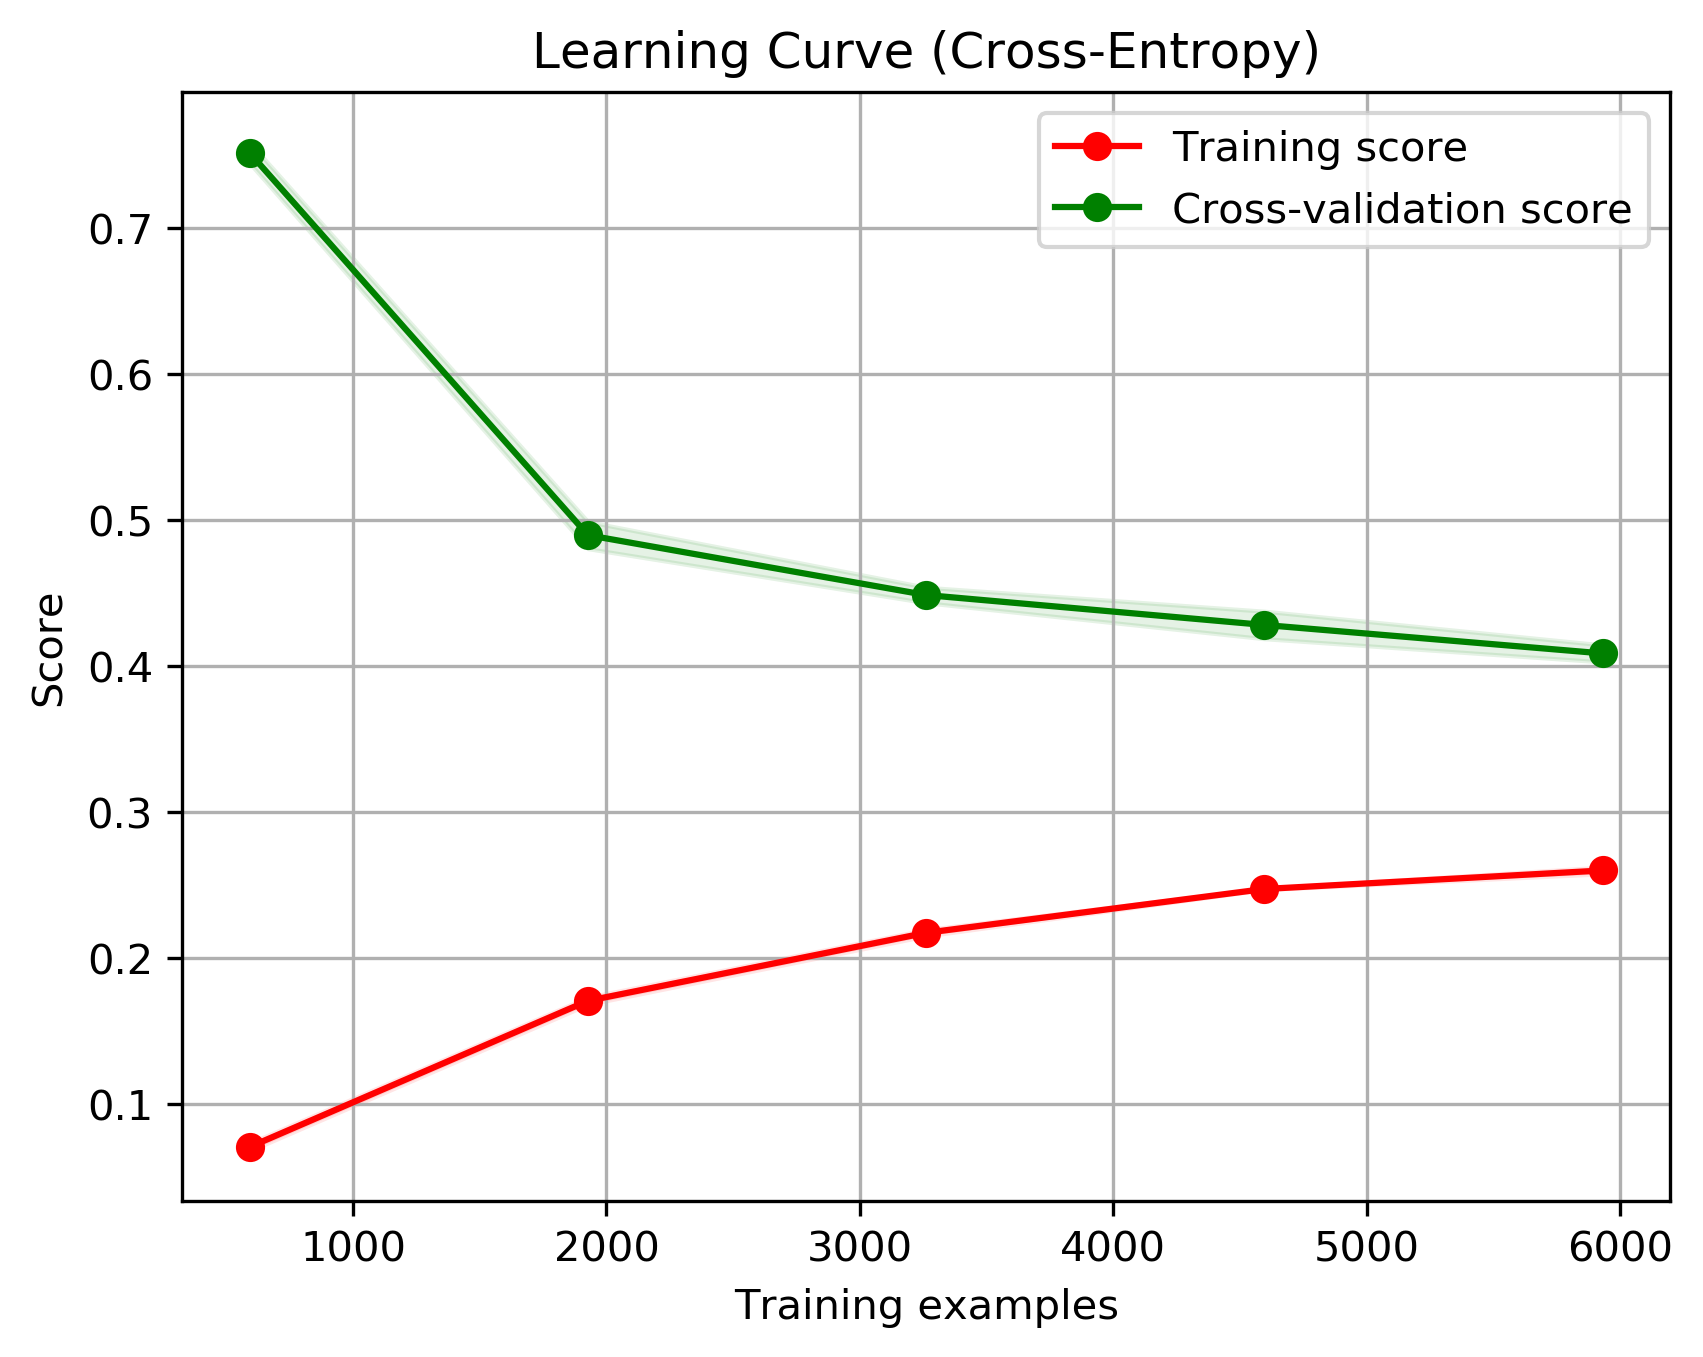 Learning Curve (Cross-Entropy)
Training score
Cross-validation score
0.7
0.6
0.5
0.4
0.3
0.2
0.1
Score
1000 2000 3000 4000 5000 6000
Training examples